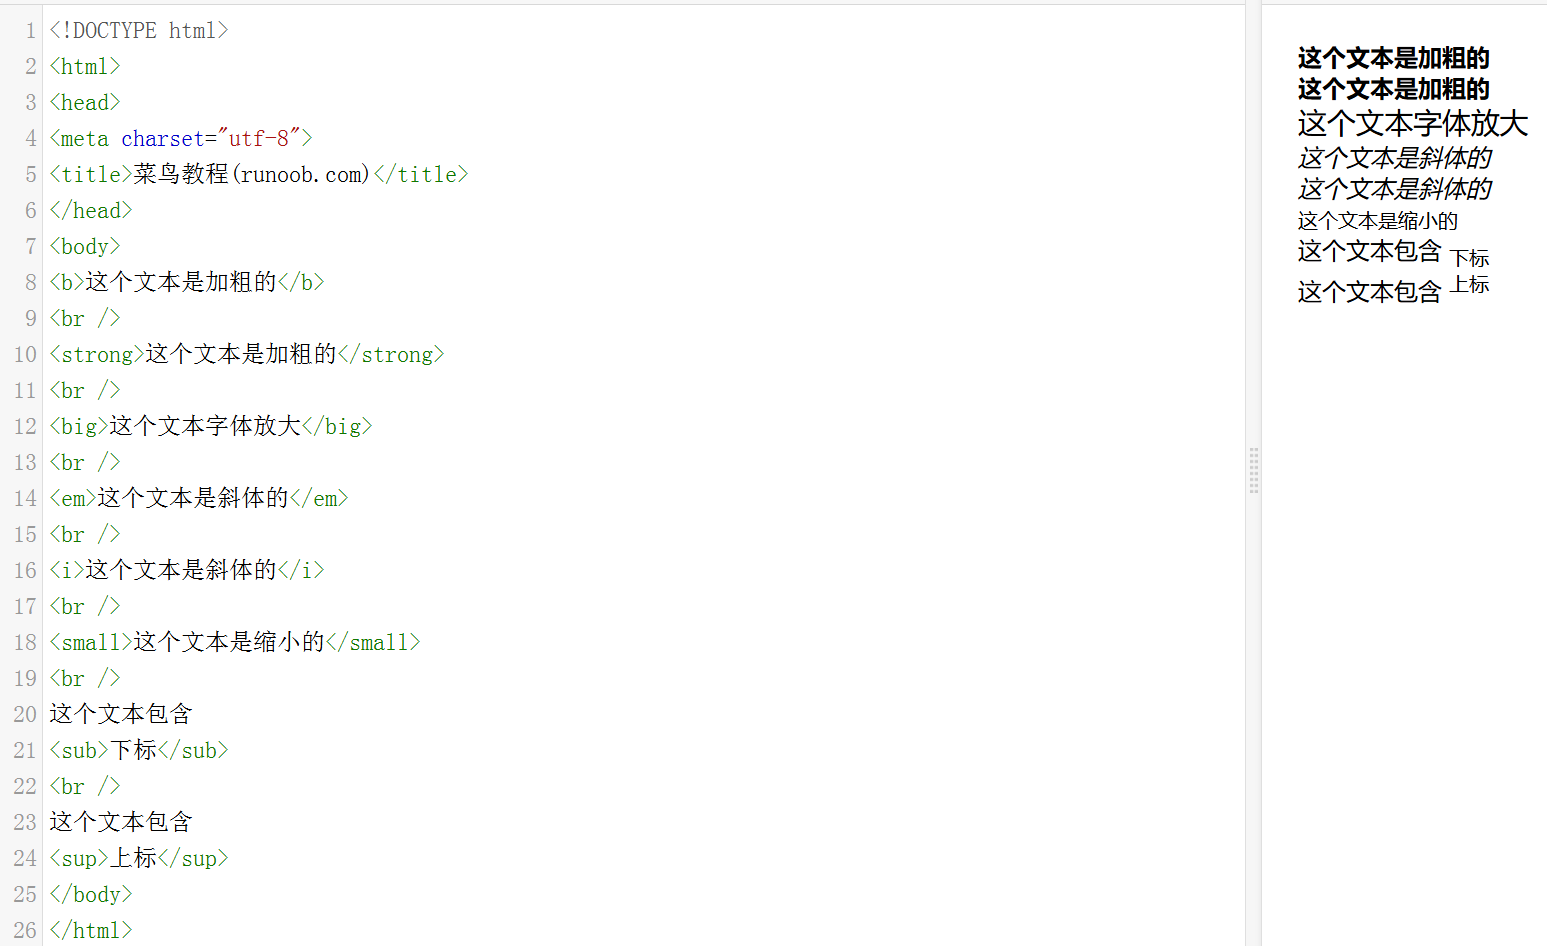 1 <!DOCTYPE html>
2 <html>
3 <head>
4 <meta charset="utf-8">
5 <title>菜鸟教程(runoob.com)</title>
6 </head>
7 <body>
8 <b>这个文本是加粗的</b>
9 <br />
10 <strong>这个文本是加粗的</strong>
11 <br />
12 <big>这个文本字体放大</big>
13 <br />
14 <em>这个文本是斜体的</em>
15 <br />
16 <i>这个文本是斜体的</i>
17 <br />
18 <small>这个文本是缩小的</small>
19 <br />
20 这个文本包含
21 <sub>下标</sub>
22 <br />
23 这个文本包含
24 <sup>上标</sup>
25 </body>
26 </html>
这个文本是加粗的
这个文本是加粗的
这个文本字体放大
这个文本是斜体的
这个文本是斜体的
这个文本是缩小的
这个文本包含 下标
这个文本包含 上标